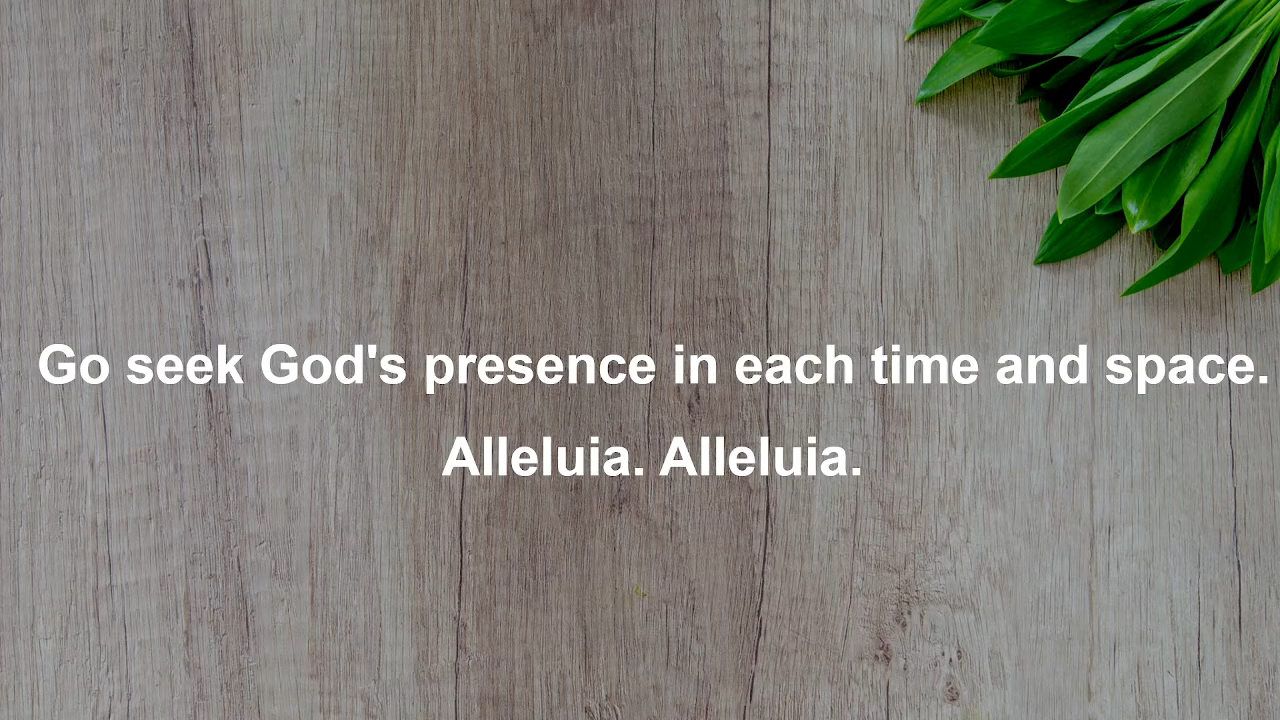 Go seek God's presence in each time and space.
Alleluia. Alleluia.